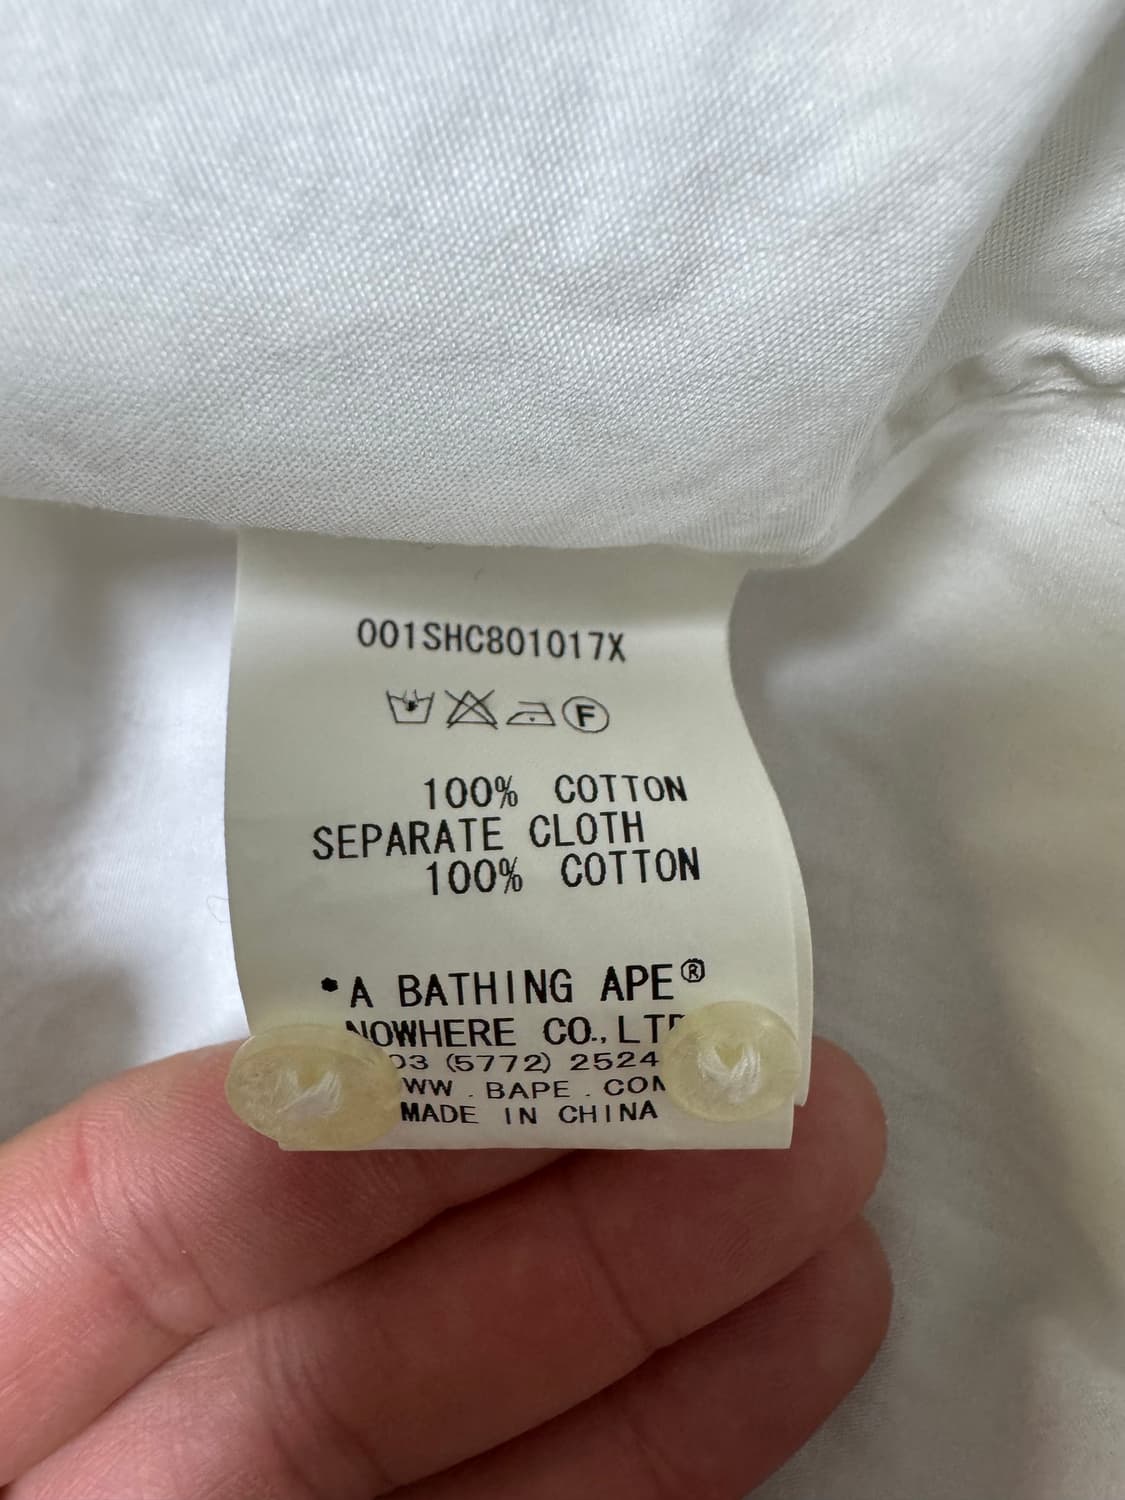 001SHC801017X
F
100% COTTON
SEPARATE CLOTH
100% COTTON
*A BATHING APE®
NOWHERE CO., LTD
03 (5772) 2524
WW.BAPE.COM
MADE IN CHINA